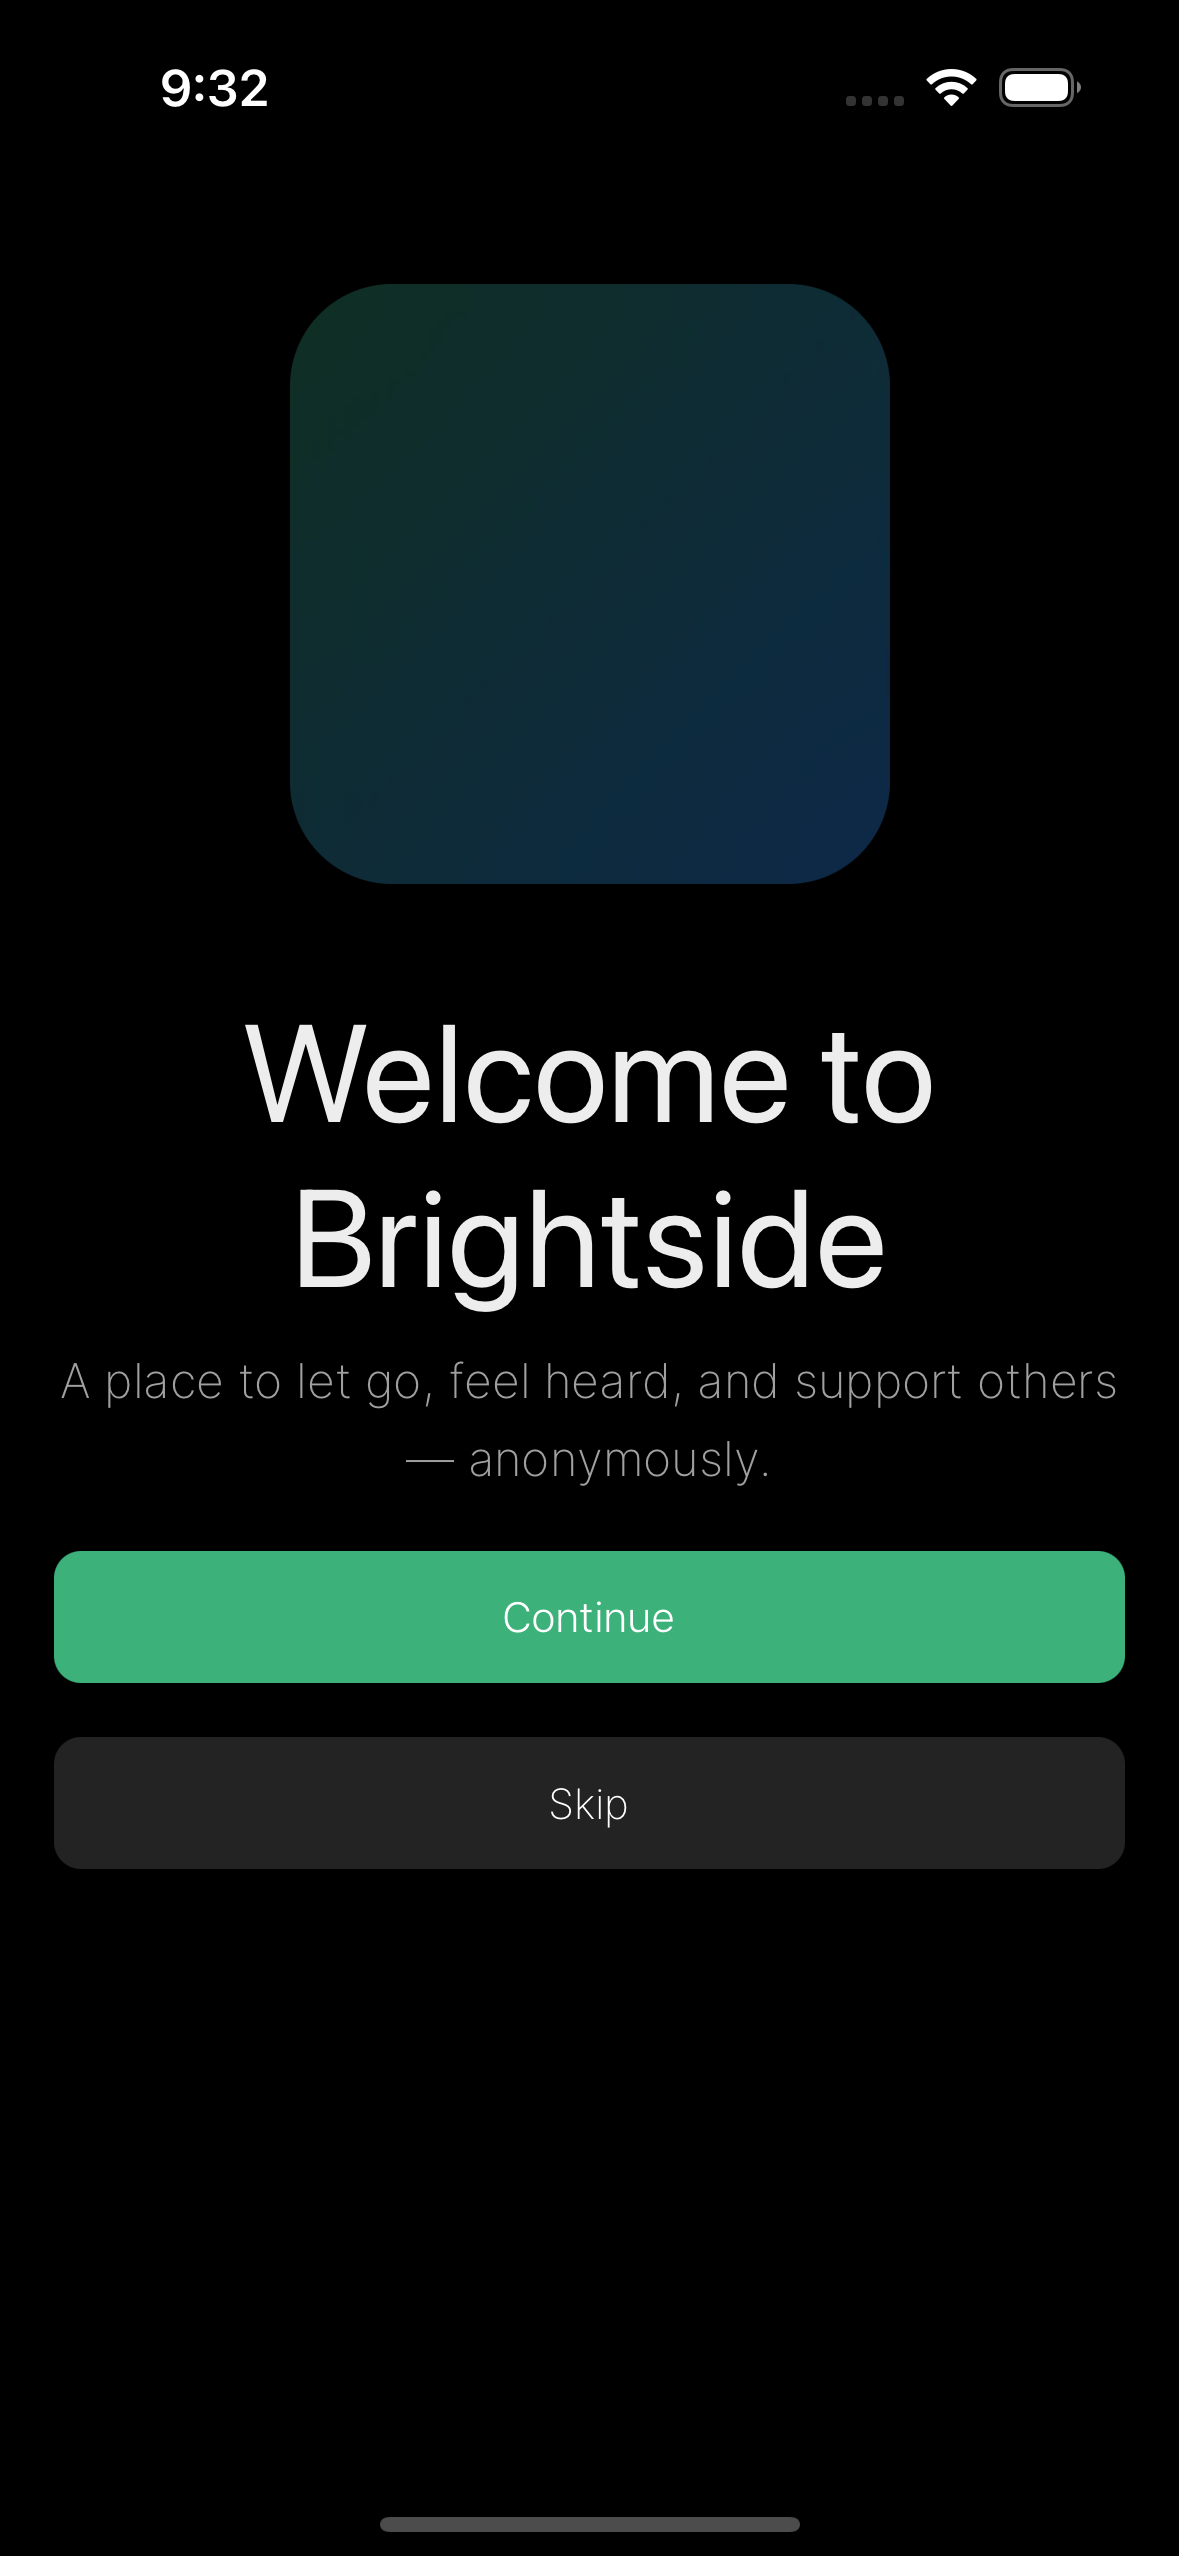 9:32
Welcome to
Brightside
A place to let go, feel heard, and support others
— anonymously.
Continue
Skip